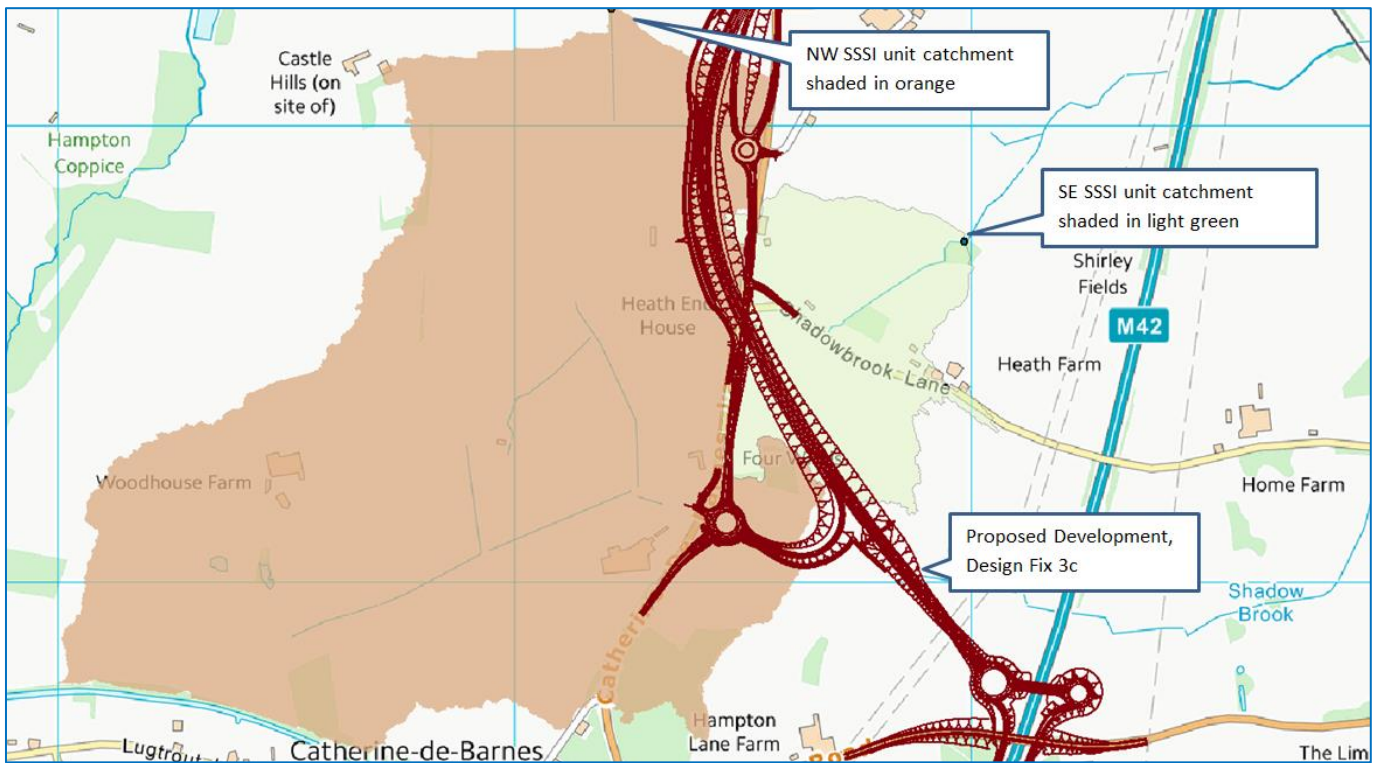 NW SSSI unit catchment
shaded in orange
Castle
Hills (on
site of)
Hampton
Coppice
SE SSSI unit catchment
shaded in light green
Shirley
Fields
M42
Heath End
House
Shadowbrook Lane
Heath Farm
Four Winds
Woodhouse Farm
Home Farm
Proposed Development,
Design Fix 3c
Shadow
Brook
Hampton
Lane Farm
Catherine-de-Barnes
The Lim